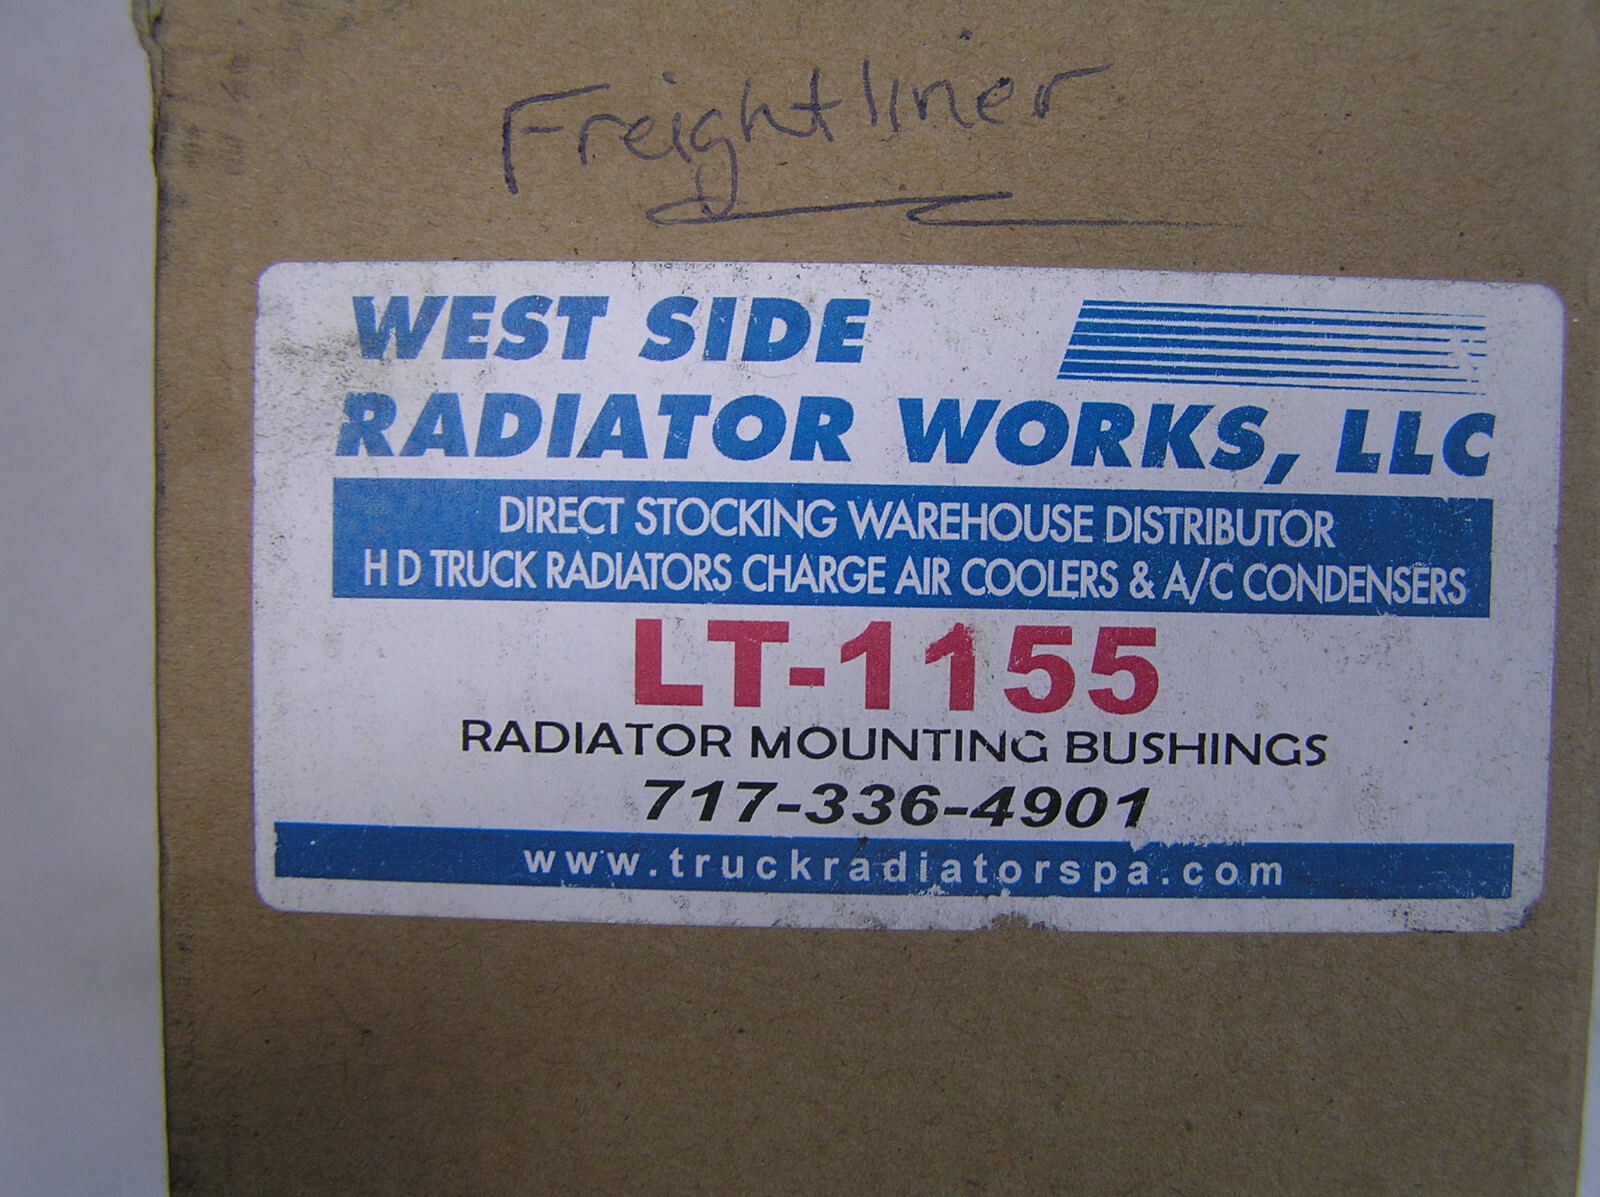 Freightliner
WEST SIDE
RADIATOR WORKS, LLC
DIRECT STOCKING WAREHOUSE DISTRIBUTOR
H D TRUCK RADIATORS CHARGE AIR COOLERS & A/C CONDENSERS
LT-1155
RADIATOR MOUNTING BUSHINGS
717-336-4901
www.truckradiatorspa.com